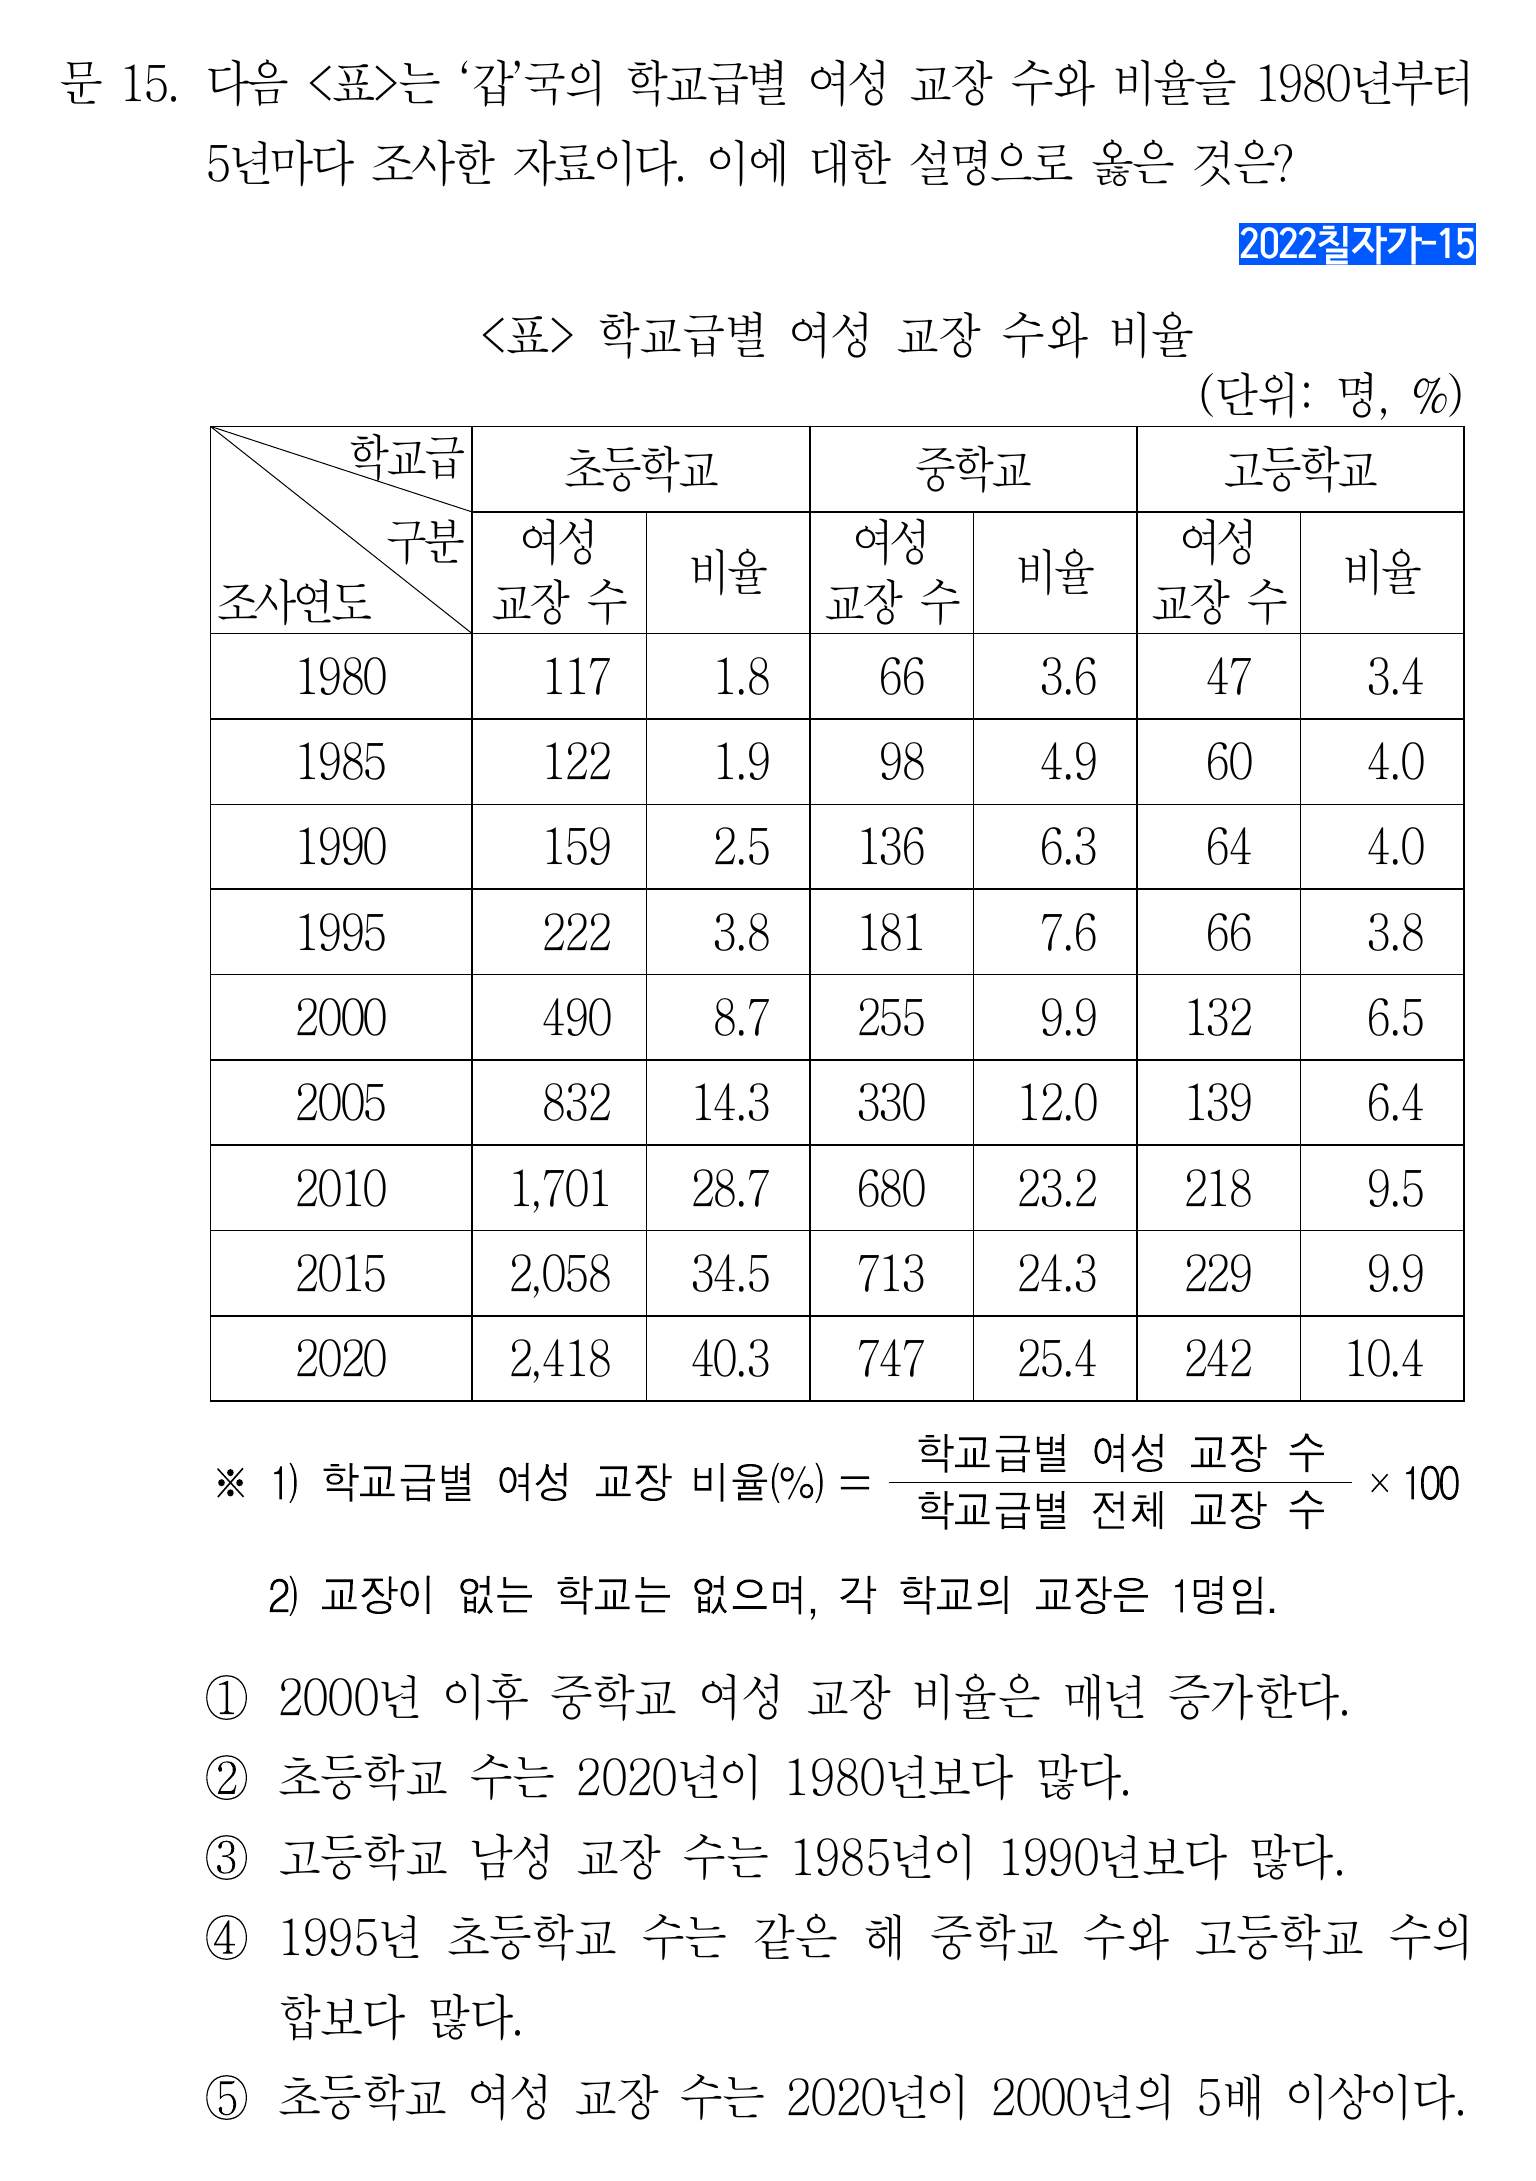 문 15. 다음 <표>는 ‘갑’국의 학교급별 여성 교장 수와 비율을 1980년부터
5년마다 조사한 자료이다. 이에 대한 설명으로 옳은 것은?
2022칠자가-15
<표> 학교급별 여성 교장 수와 비율
(단위: 명, %)
학교급 초등학교 중학교 고등학교
구분
조사연도
여성 교장 수 비율 여성 교장 수 비율 여성 교장 수 비율
1980 117 1.8 66 3.6 47 3.4
1985 122 1.9 98 4.9 60 4.0
1990 159 2.5 136 6.3 64 4.0
1995 222 3.8 181 7.6 66 3.8
2000 490 8.7 255 9.9 132 6.5
2005 832 14.3 330 12.0 139 6.4
2010 1,701 28.7 680 23.2 218 9.5
2015 2,058 34.5 713 24.3 229 9.9
2020 2,418 40.3 747 25.4 242 10.4
※ 1) 학교급별 여성 교장 비율(%) = 학교급별 여성 교장 수 / 학교급별 전체 교장 수 × 100
2) 교장이 없는 학교는 없으며, 각 학교의 교장은 1명임.
① 2000년 이후 중학교 여성 교장 비율은 매년 증가한다.
② 초등학교 수는 2020년이 1980년보다 많다.
③ 고등학교 남성 교장 수는 1985년이 1990년보다 많다.
④ 1995년 초등학교 수는 같은 해 중학교 수와 고등학교 수의
합보다 많다.
⑤ 초등학교 여성 교장 수는 2020년이 2000년의 5배 이상이다.